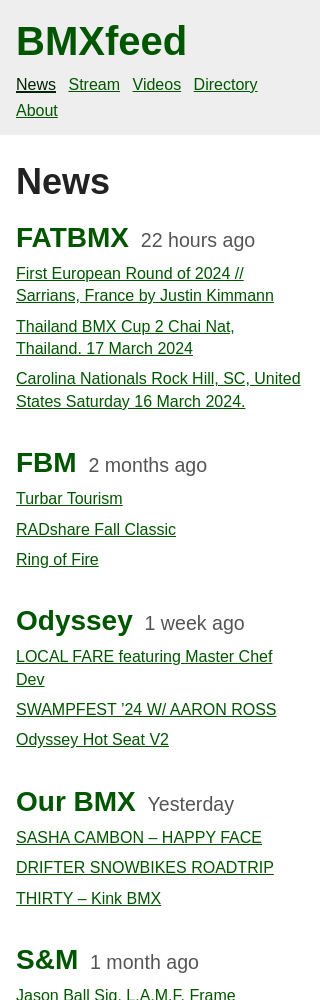 BMXfeed
News Stream Videos Directory
About
News
FATBMX 22 hours ago
First European Round of 2024 //
Sarrians, France by Justin Kimmann
Thailand BMX Cup 2 Chai Nat,
Thailand. 17 March 2024
Carolina Nationals Rock Hill, SC, United
States Saturday 16 March 2024.
FBM 2 months ago
Turbar Tourism
RADshare Fall Classic
Ring of Fire
Odyssey 1 week ago
LOCAL FARE featuring Master Chef
Dev
SWAMPFEST ’24 W/ AARON ROSS
Odyssey Hot Seat V2
Our BMX Yesterday
SASHA CAMBON – HAPPY FACE
DRIFTER SNOWBIKES ROADTRIP
THIRTY – Kink BMX
S&M 1 month ago
Jason Ball Sig. L.A.M.F. Frame